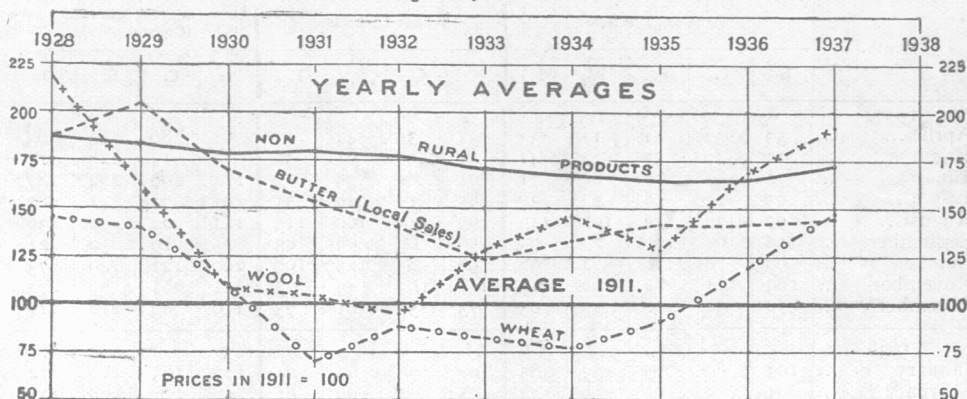 1928 1929 1930 1931 1932 1933 1934 1935 1936 1937 1938
225 225
YEARLY AVERAGES
200 200
NON RURAL PRODUCTS
175 175
BUTTER (Local Sales)
150 150
125 125
WOOL AVERAGE 1911.
100 100
WHEAT
75 75
PRICES IN 1911 = 100
50 50